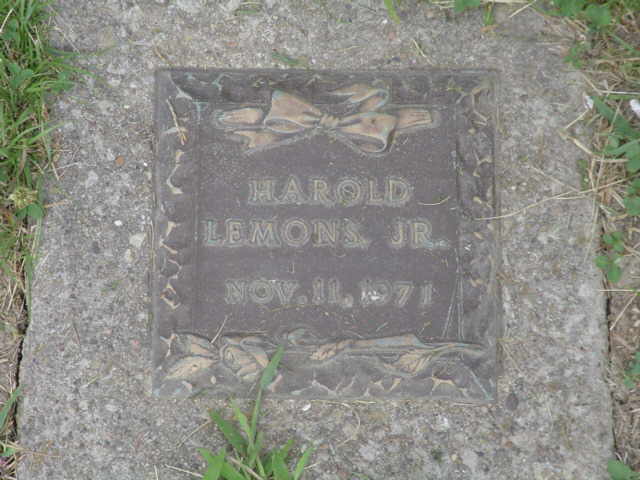 HAROLD
LEMONS, JR.
NOV. 11, 1971